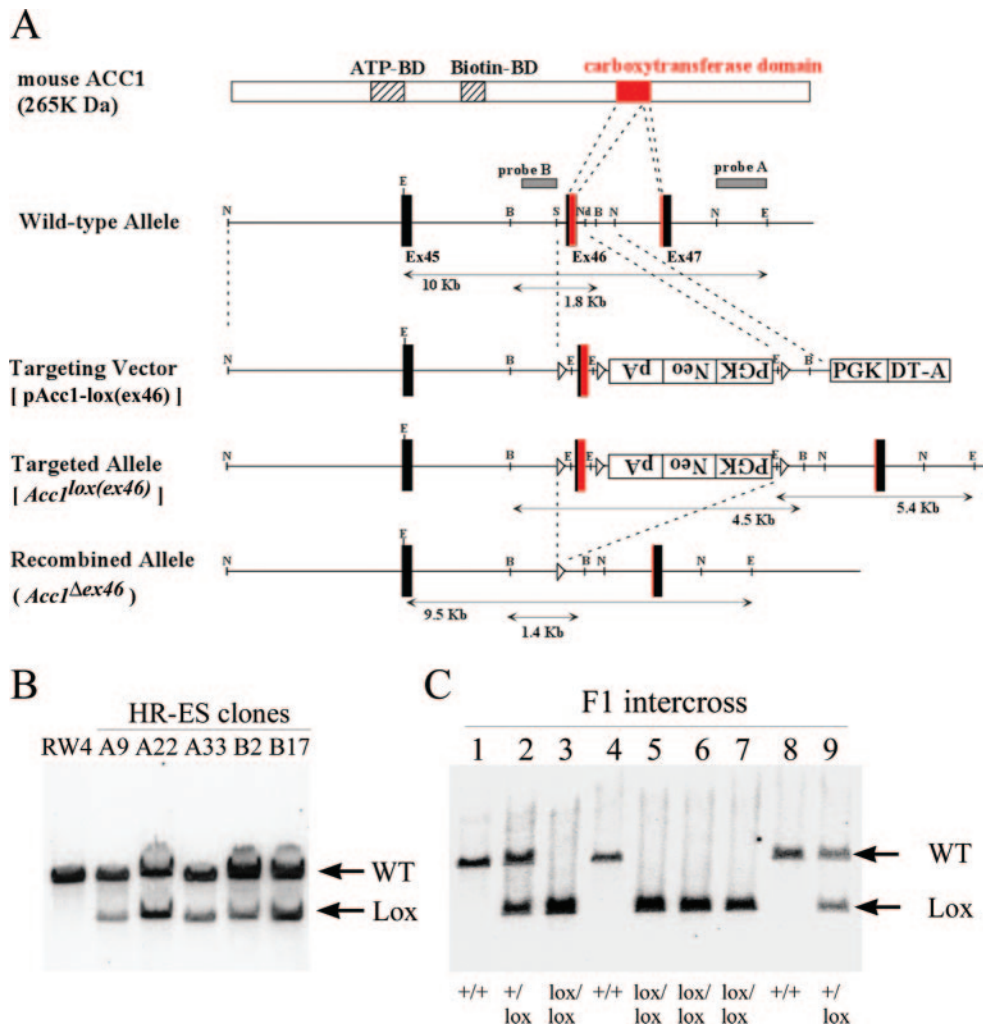 A
mouse ACC1
(265K Da)
ATP-BD
Biotin-BD
carboxytransferase domain
probe B
probe A
Wild-type Allele
N
E
B
S
Nd
B
N
N
E
Ex45
Ex46
Ex47
10 Kb
1.8 Kb
Targeting Vector
[ pAcc1-lox(ex46) ]
N
E
B
E
E
pA
Neo
PGK
E
B
PGK
DT-A
Targeted Allele
[ Acc1lox(ex46) ]
N
E
B
E
E
pA
Neo
PGK
E
B
N
N
E
4.5 Kb
5.4 Kb
Recombined Allele
( Acc1Δex46 )
N
E
B
B
N
N
E
9.5 Kb
1.4 Kb
B
HR-ES clones
RW4 A9 A22 A33 B2 B17
WT
Lox
C
F1 intercross
1 2 3 4 5 6 7 8 9
WT
Lox
+/+ +/ lox/ +/+ lox/ lox/ lox/ +/+ +/
lox lox lox lox lox lox